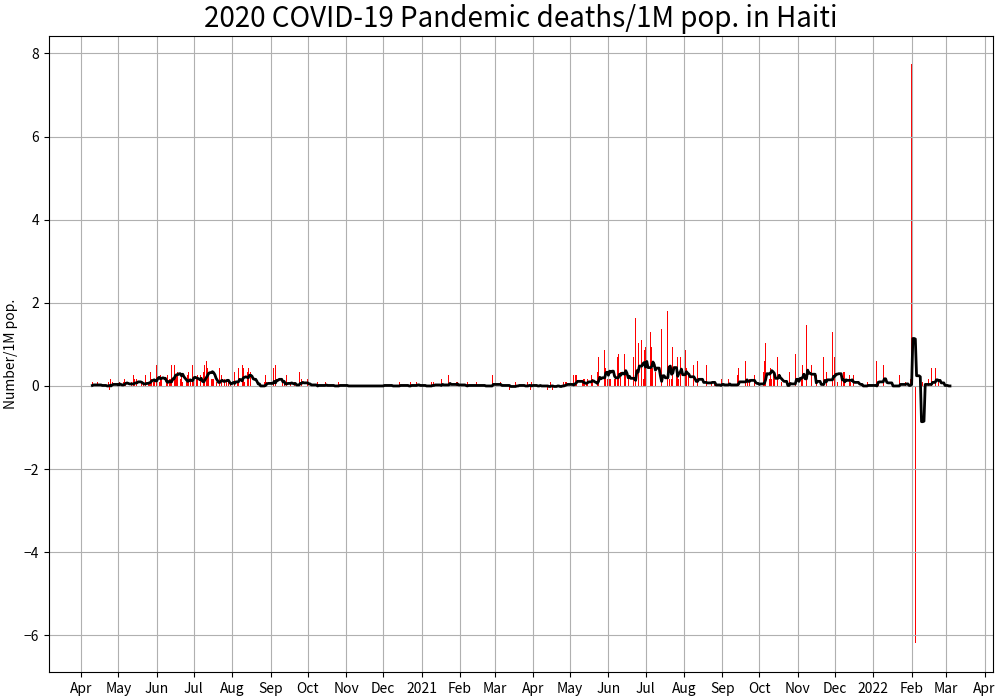 2020 COVID-19 Pandemic deaths/1M pop. in Haiti
Number/1M pop.
8
6
4
2
0
−2
−4
−6
Apr May Jun Jul Aug Sep Oct Nov Dec 2021 Feb Mar Apr May Jun Jul Aug Sep Oct Nov Dec 2022 Feb Mar Apr